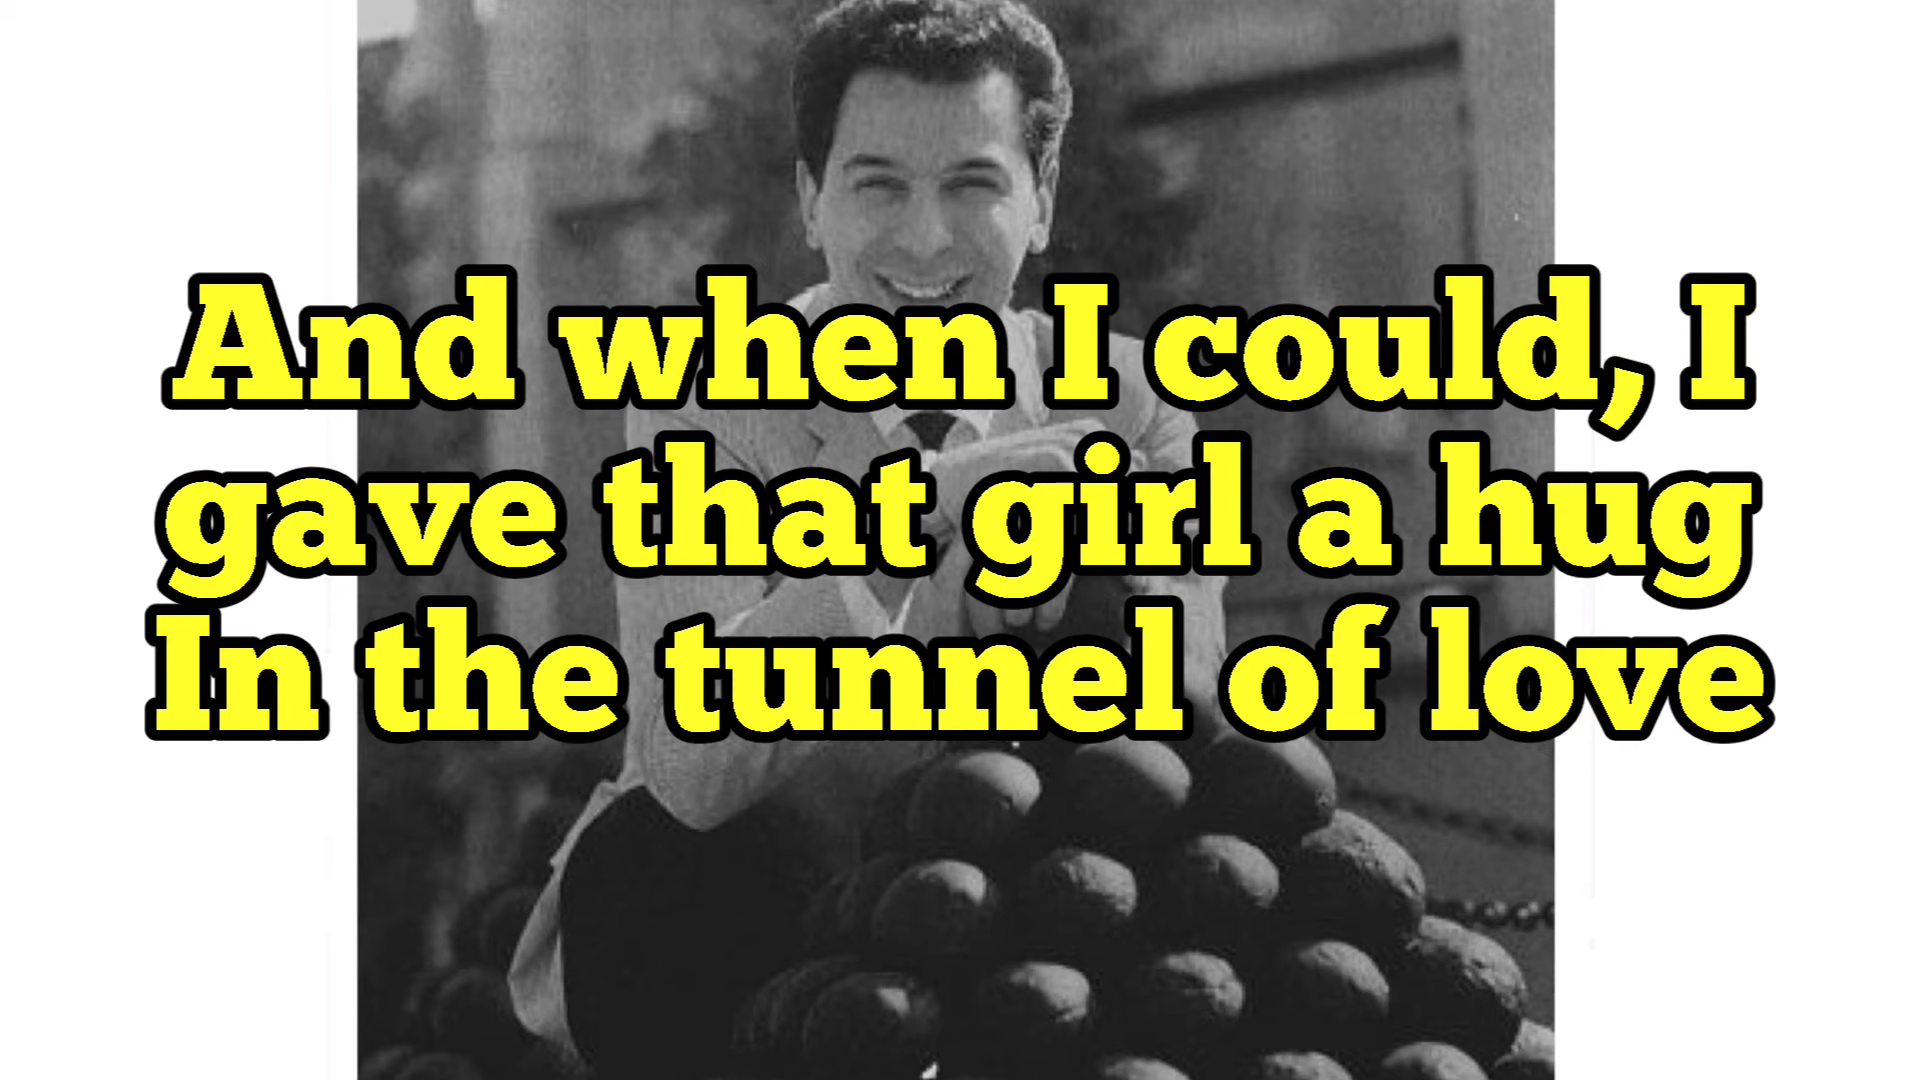 And when I could, I
gave that girl a hug
In the tunnel of love